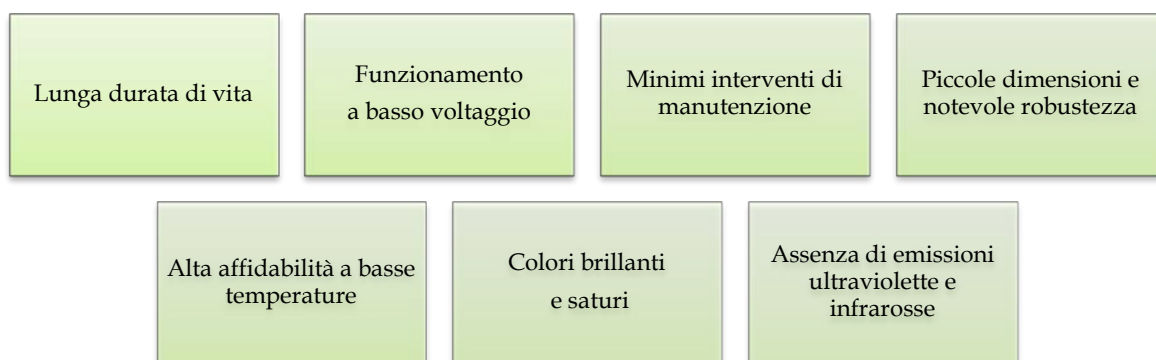 Lunga durata di vita
Funzionamento
a basso voltaggio
Minimi interventi di
manutenzione
Piccole dimensioni e
notevole robustezza
Alta affidabilità a basse
temperature
Colori brillanti
e saturi
Assenza di emissioni
ultraviolette e
infrarosse